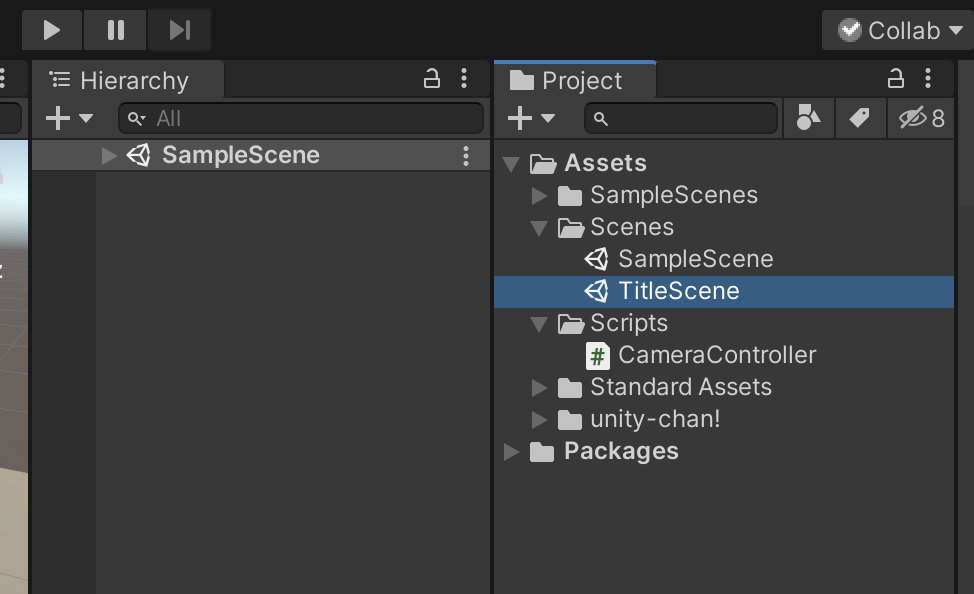 Collab
Hierarchy
Project
All
8
SampleScene
Assets
SampleScenes
Scenes
SampleScene
TitleScene
Scripts
# CameraController
Standard Assets
unity-chan!
Packages